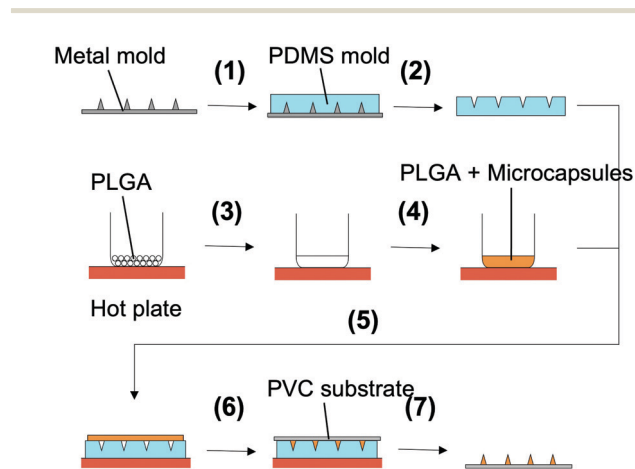 Metal mold
(1)
PDMS mold
(2)
PLGA
(3)
PLGA + Microcapsules
(4)
Hot plate
(5)
(6)
PVC substrate
(7)